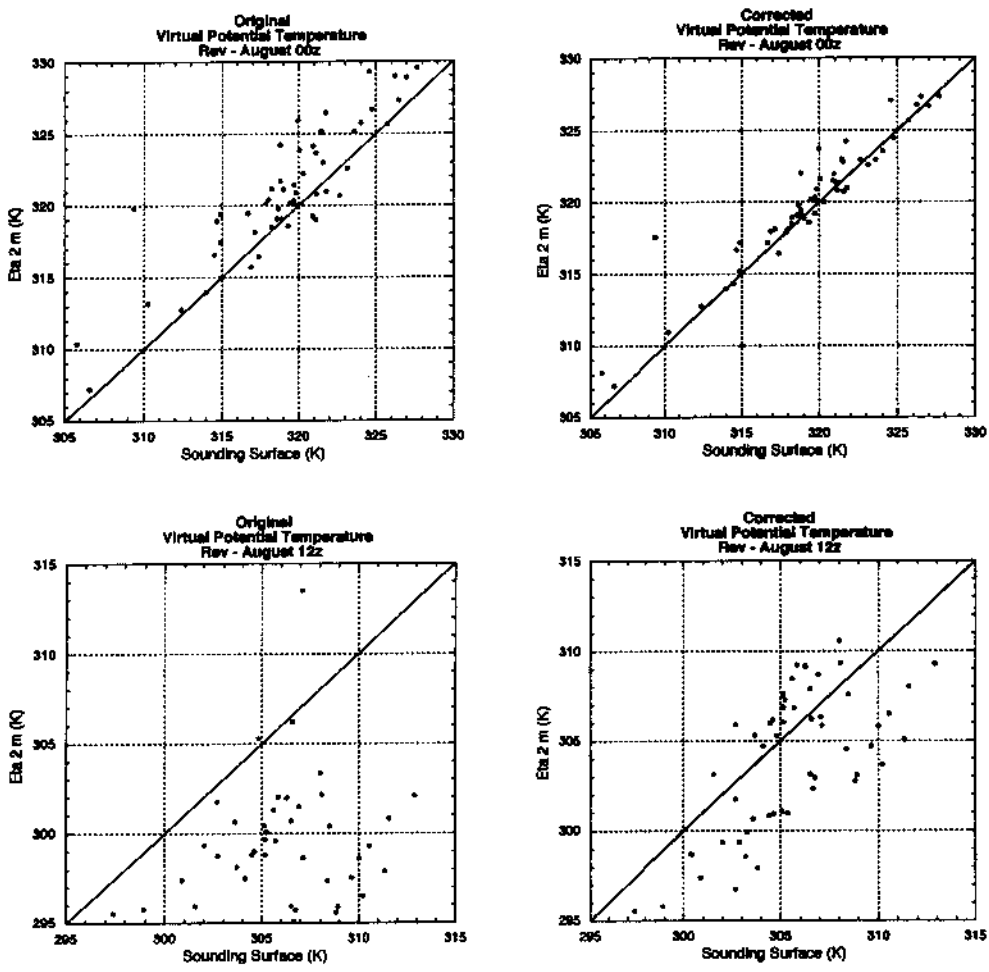 Original
Virtual Potential Temperature
Rev - August 00z
330
325
320
315
310
305
Eta 2 m (K)
305 310 315 320 325 330
Sounding Surface (K)
Corrected
Virtual Potential Temperature
Rev - August 00z
330
325
320
315
310
305
Eta 2 m (K)
305 310 315 320 325 330
Sounding Surface (K)
Original
Virtual Potential Temperature
Rev - August 12z
315
310
305
300
295
Eta 2 m (K)
295 300 305 310 315
Sounding Surface (K)
Corrected
Virtual Potential Temperature
Rev - August 12z
315
310
305
300
295
Eta 2 m (K)
295 300 305 310 315
Sounding Surface (K)